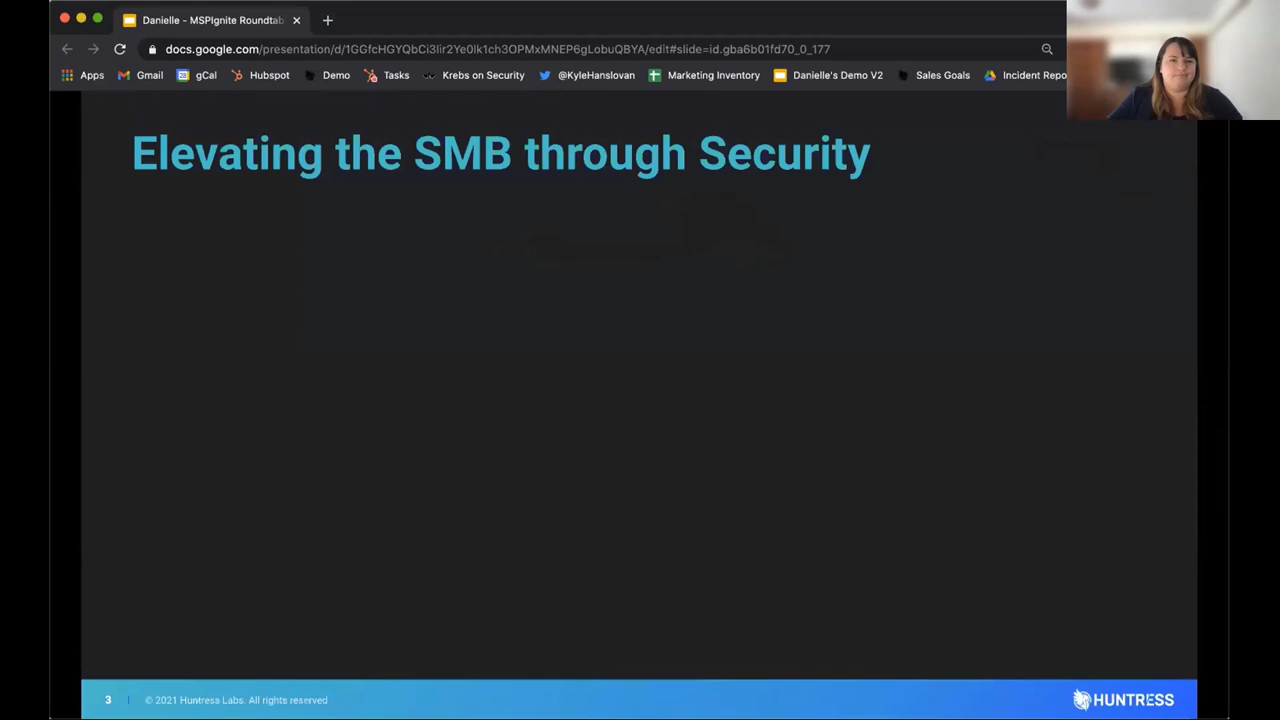 Danielle - MSPIgnite Roundtab
docs.google.com/presentation/d/1GGfcHGYQbCi3lir2Ye0lk1ch3OPMxMNEP6gLobuQBYA/edit#slide=id.gba6b01fd70_0_177
Apps Gmail 28 gCal Hubspot Demo Tasks Krebs on Security @KyleHanslovan Marketing Inventory Danielle's Demo V2 Sales Goals Incident Repo
Elevating the SMB through Security
3 | © 2021 Huntress Labs. All rights reserved
HUNTRESS